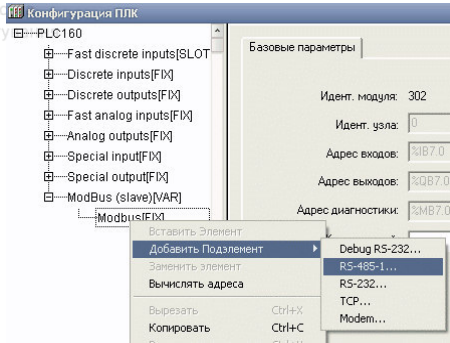 Конфигурация ПЛК
PLC160
Fast discrete inputs[SLOT
Discrete inputs[FIX]
Discrete outputs[FIX]
Fast analog inputs[FIX]
Analog outputs[FIX]
Special input[FIX]
Special output[FIX]
ModBus (slave)[VAR]
Modbus[FIX]
Базовые параметры
Идент. модуля: 302
Идент. узла: 0
Адрес входов: %IB7.0
Адрес выходов: %QB7.0
Адрес диагностики: %MB7.0
Вставить Элемент
Добавить Подэлемент
Заменить элемент
Вычислять адреса
Вырезать Ctrl+X
Копировать Ctrl+C
Debug RS-232...
RS-485-1...
RS-232...
TCP...
Modem...